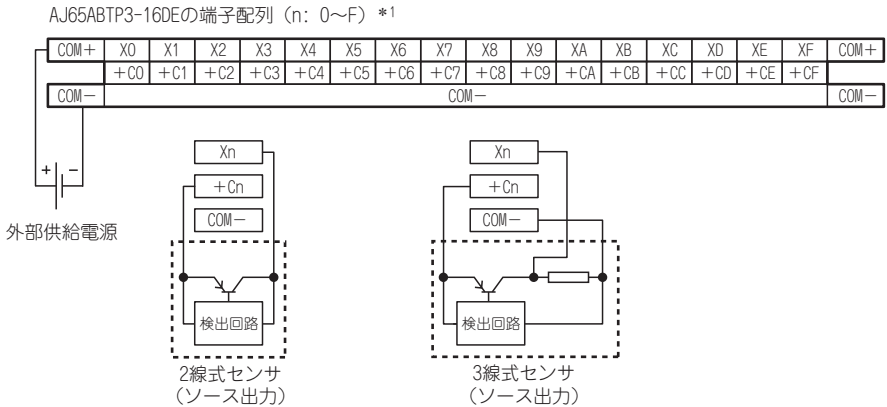 AJ65ABTP3-16DEの端子配列（n: 0～F）*1
COM＋ X0 X1 X2 X3 X4 X5 X6 X7 X8 X9 XA XB XC XD XE XF COM＋
＋C0 ＋C1 ＋C2 ＋C3 ＋C4 ＋C5 ＋C6 ＋C7 ＋C8 ＋C9 ＋CA ＋CB ＋CC ＋CD ＋CE ＋CF
COM－ COM－ COM－
＋ －
外部供給電源
Xn
＋Cn
COM－
検出回路
2線式センサ
（ソース出力）
Xn
＋Cn
COM－
検出回路
3線式センサ
（ソース出力）